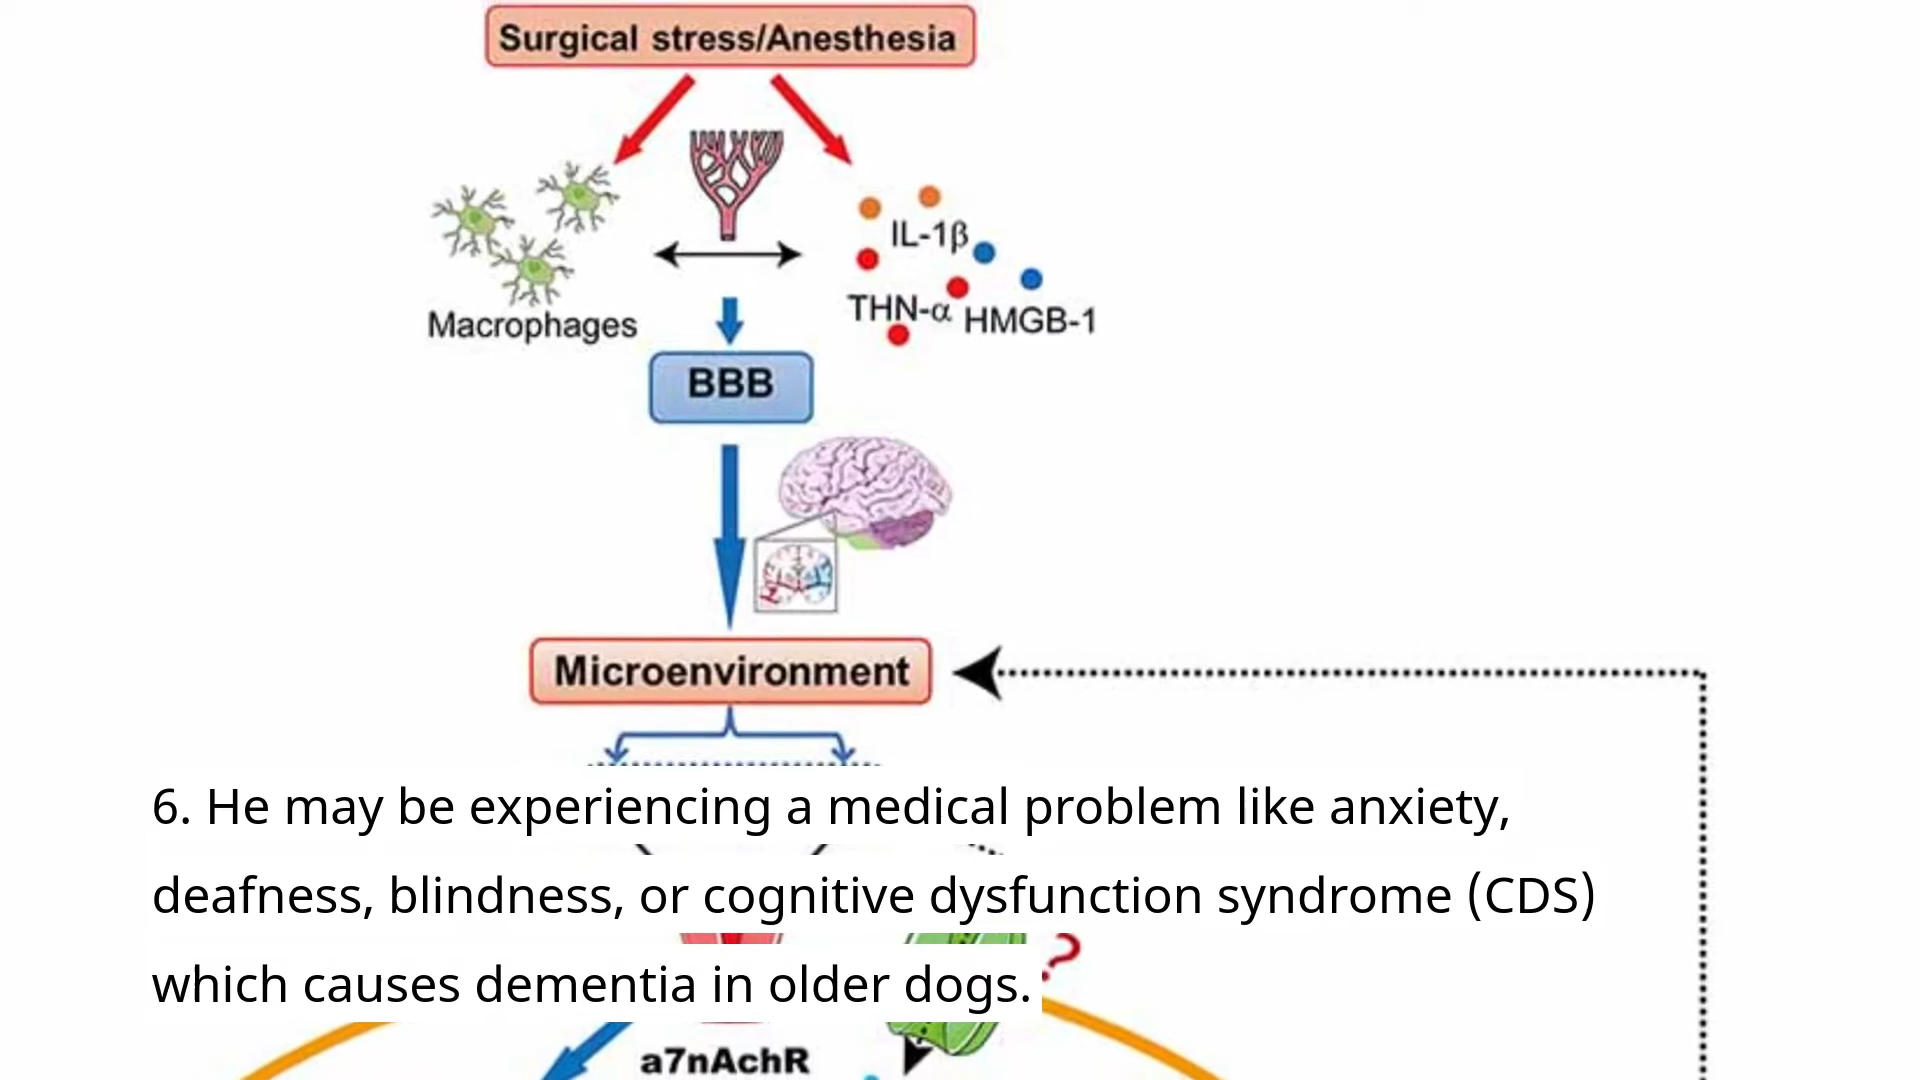 Surgical stress/Anesthesia
IL-1β
THN-α HMGB-1
Macrophages
BBB
Microenvironment
6. He may be experiencing a medical problem like anxiety,
deafness, blindness, or cognitive dysfunction syndrome (CDS)
?
which causes dementia in older dogs.
a7nAchR